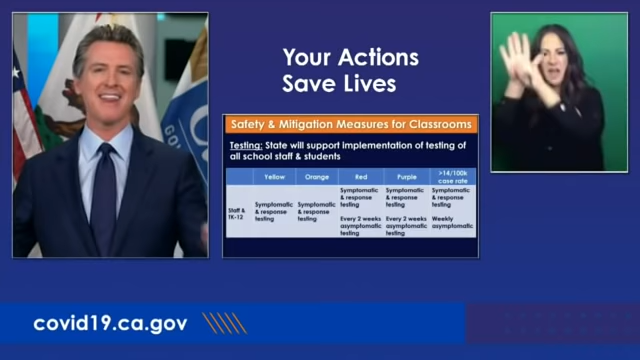 Your Actions
Save Lives
Safety & Mitigation Measures for Classrooms
Testing: State will support implementation of testing of
all school staff & students
Yellow Orange Red Purple >14/100k
case rate
Staff &
TK-12
Symptomatic
& response
testing
Symptomatic
& response
testing
Symptomatic
& response
testing
Every 2 weeks
asymptomatic
testing
Symptomatic
& response
testing
Every 2 weeks
asymptomatic
testing
Symptomatic
& response
testing
Weekly
asymptomatic
covid19.ca.gov